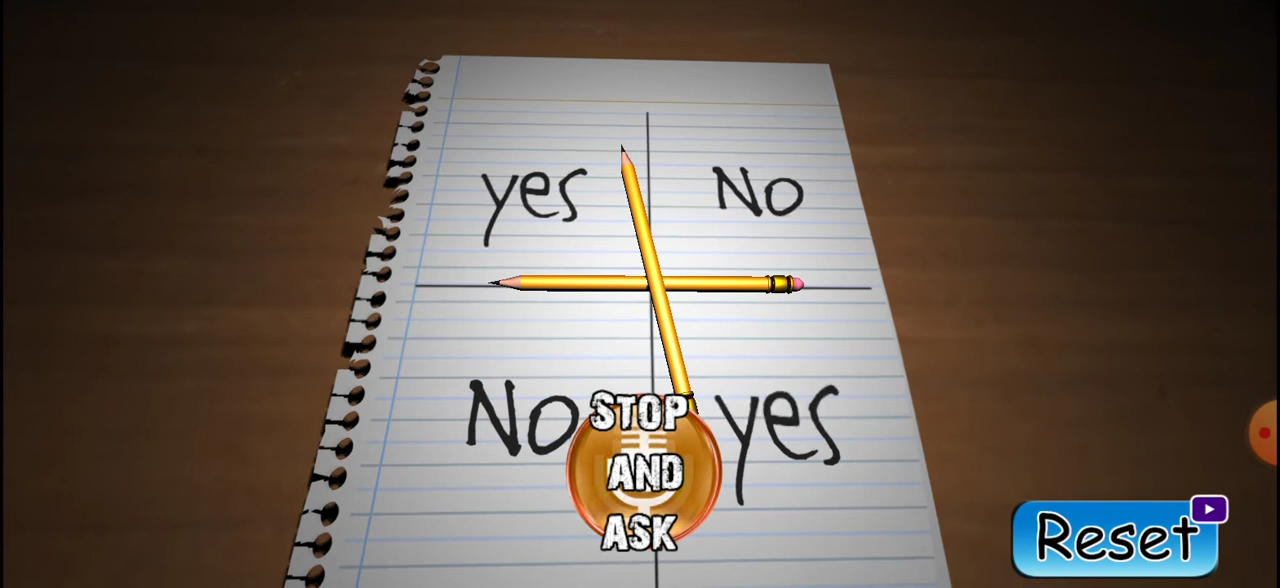 yes No
No yes
STOP
AND
ASK
Reset